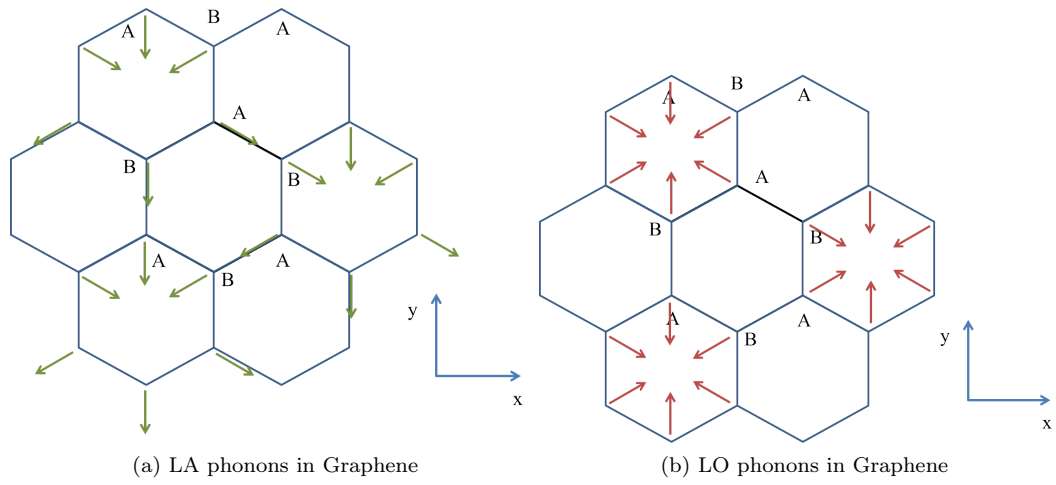 A B A
A
B B
A A
B
y
x
(a) LA phonons in Graphene
A B A
A
B B
A A
B
y
x
(b) LO phonons in Graphene